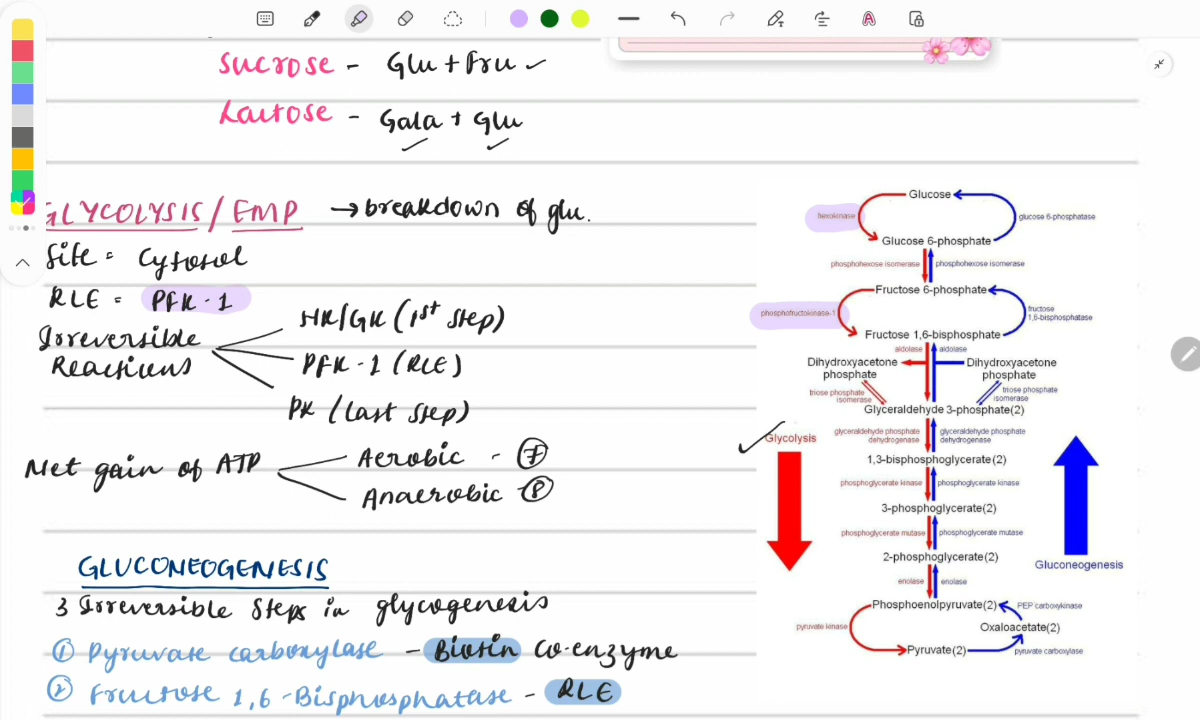 Sucrose - Glu + Fru
Lactose - Gala + Glu
GLYCOLYSIS / EMP → breakdown of glu.
Site = Cytosol
RLE = PFK-1
Irreversible Reactions
HK/GK (1st step)
PFK-1 (RLE)
PK (last step)
Net gain of ATP
Aerobic - 7
Anaerobic
GLUCONEOGENESIS
3 Irreversible Steps in glycogenesis
① Pyruvate carboxylase - Biotin co-enzyme
② Fructose 1,6-Bisphosphatase - RLE
Glucose
hexokinase
glucose 6-phosphatase
Glucose 6-phosphate
phosphohexose isomerase phosphohexose isomerase
Fructose 6-phosphate
phosphofructokinase-1
fructose
1,6-bisphosphatase
Fructose 1,6-bisphosphate
aldolase aldolase
Dihydroxyacetone
phosphate
Dihydroxyacetone
phosphate
triose phosphate
isomerase
triose phosphate
isomerase
Glyceraldehyde 3-phosphate(2)
glyceraldehyde phosphate
dehydrogenase
glyceraldehyde phosphate
dehydrogenase
Glycolysis
1,3-bisphosphoglycerate(2)
phosphoglycerate kinase phosphoglycerate kinase
3-phosphoglycerate(2)
phosphoglycerate mutase phosphoglycerate mutase
2-phosphoglycerate(2)
Gluconeogenesis
enolase enolase
Phosphoenolpyruvate(2) PEP carboxykinase
pyruvate kinase
Oxaloacetate(2)
Pyruvate(2) pyruvate carboxylase